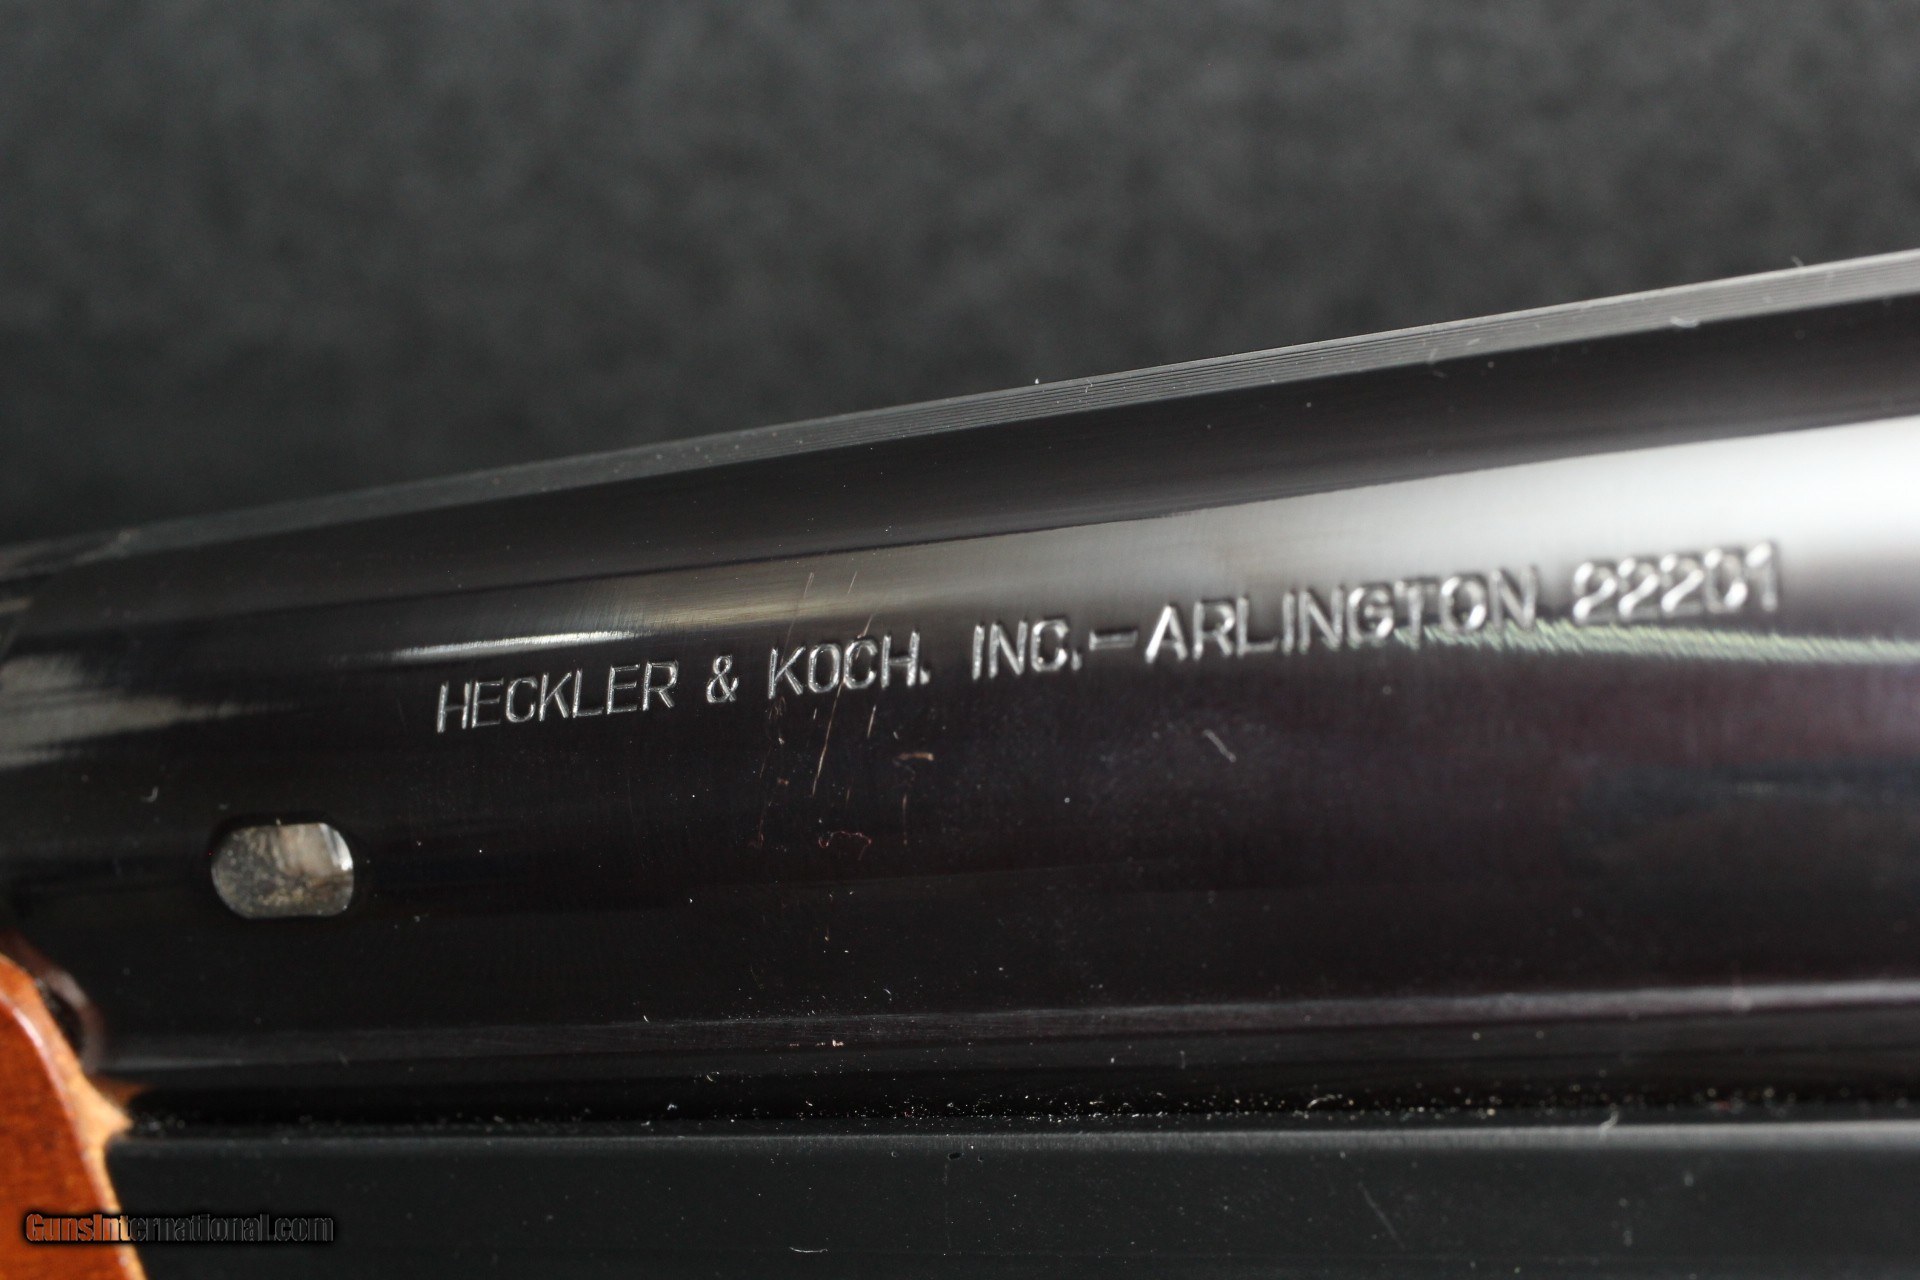 HECKLER & KOCH. INC.-ARLINGTON 22201
GunsInternational.com